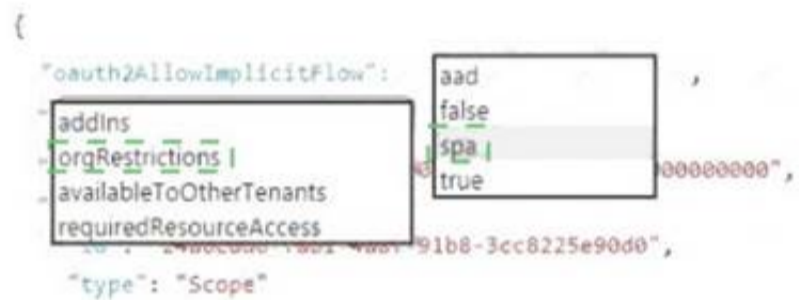 {
"oauth2AllowImplicitFlow": ,
aad
false
spa
true
addIns
orgRestrictions
availableToOtherTenants
requiredResourceAccess
00000000",
91b8-3cc8225e90d0",
"type": "Scope"